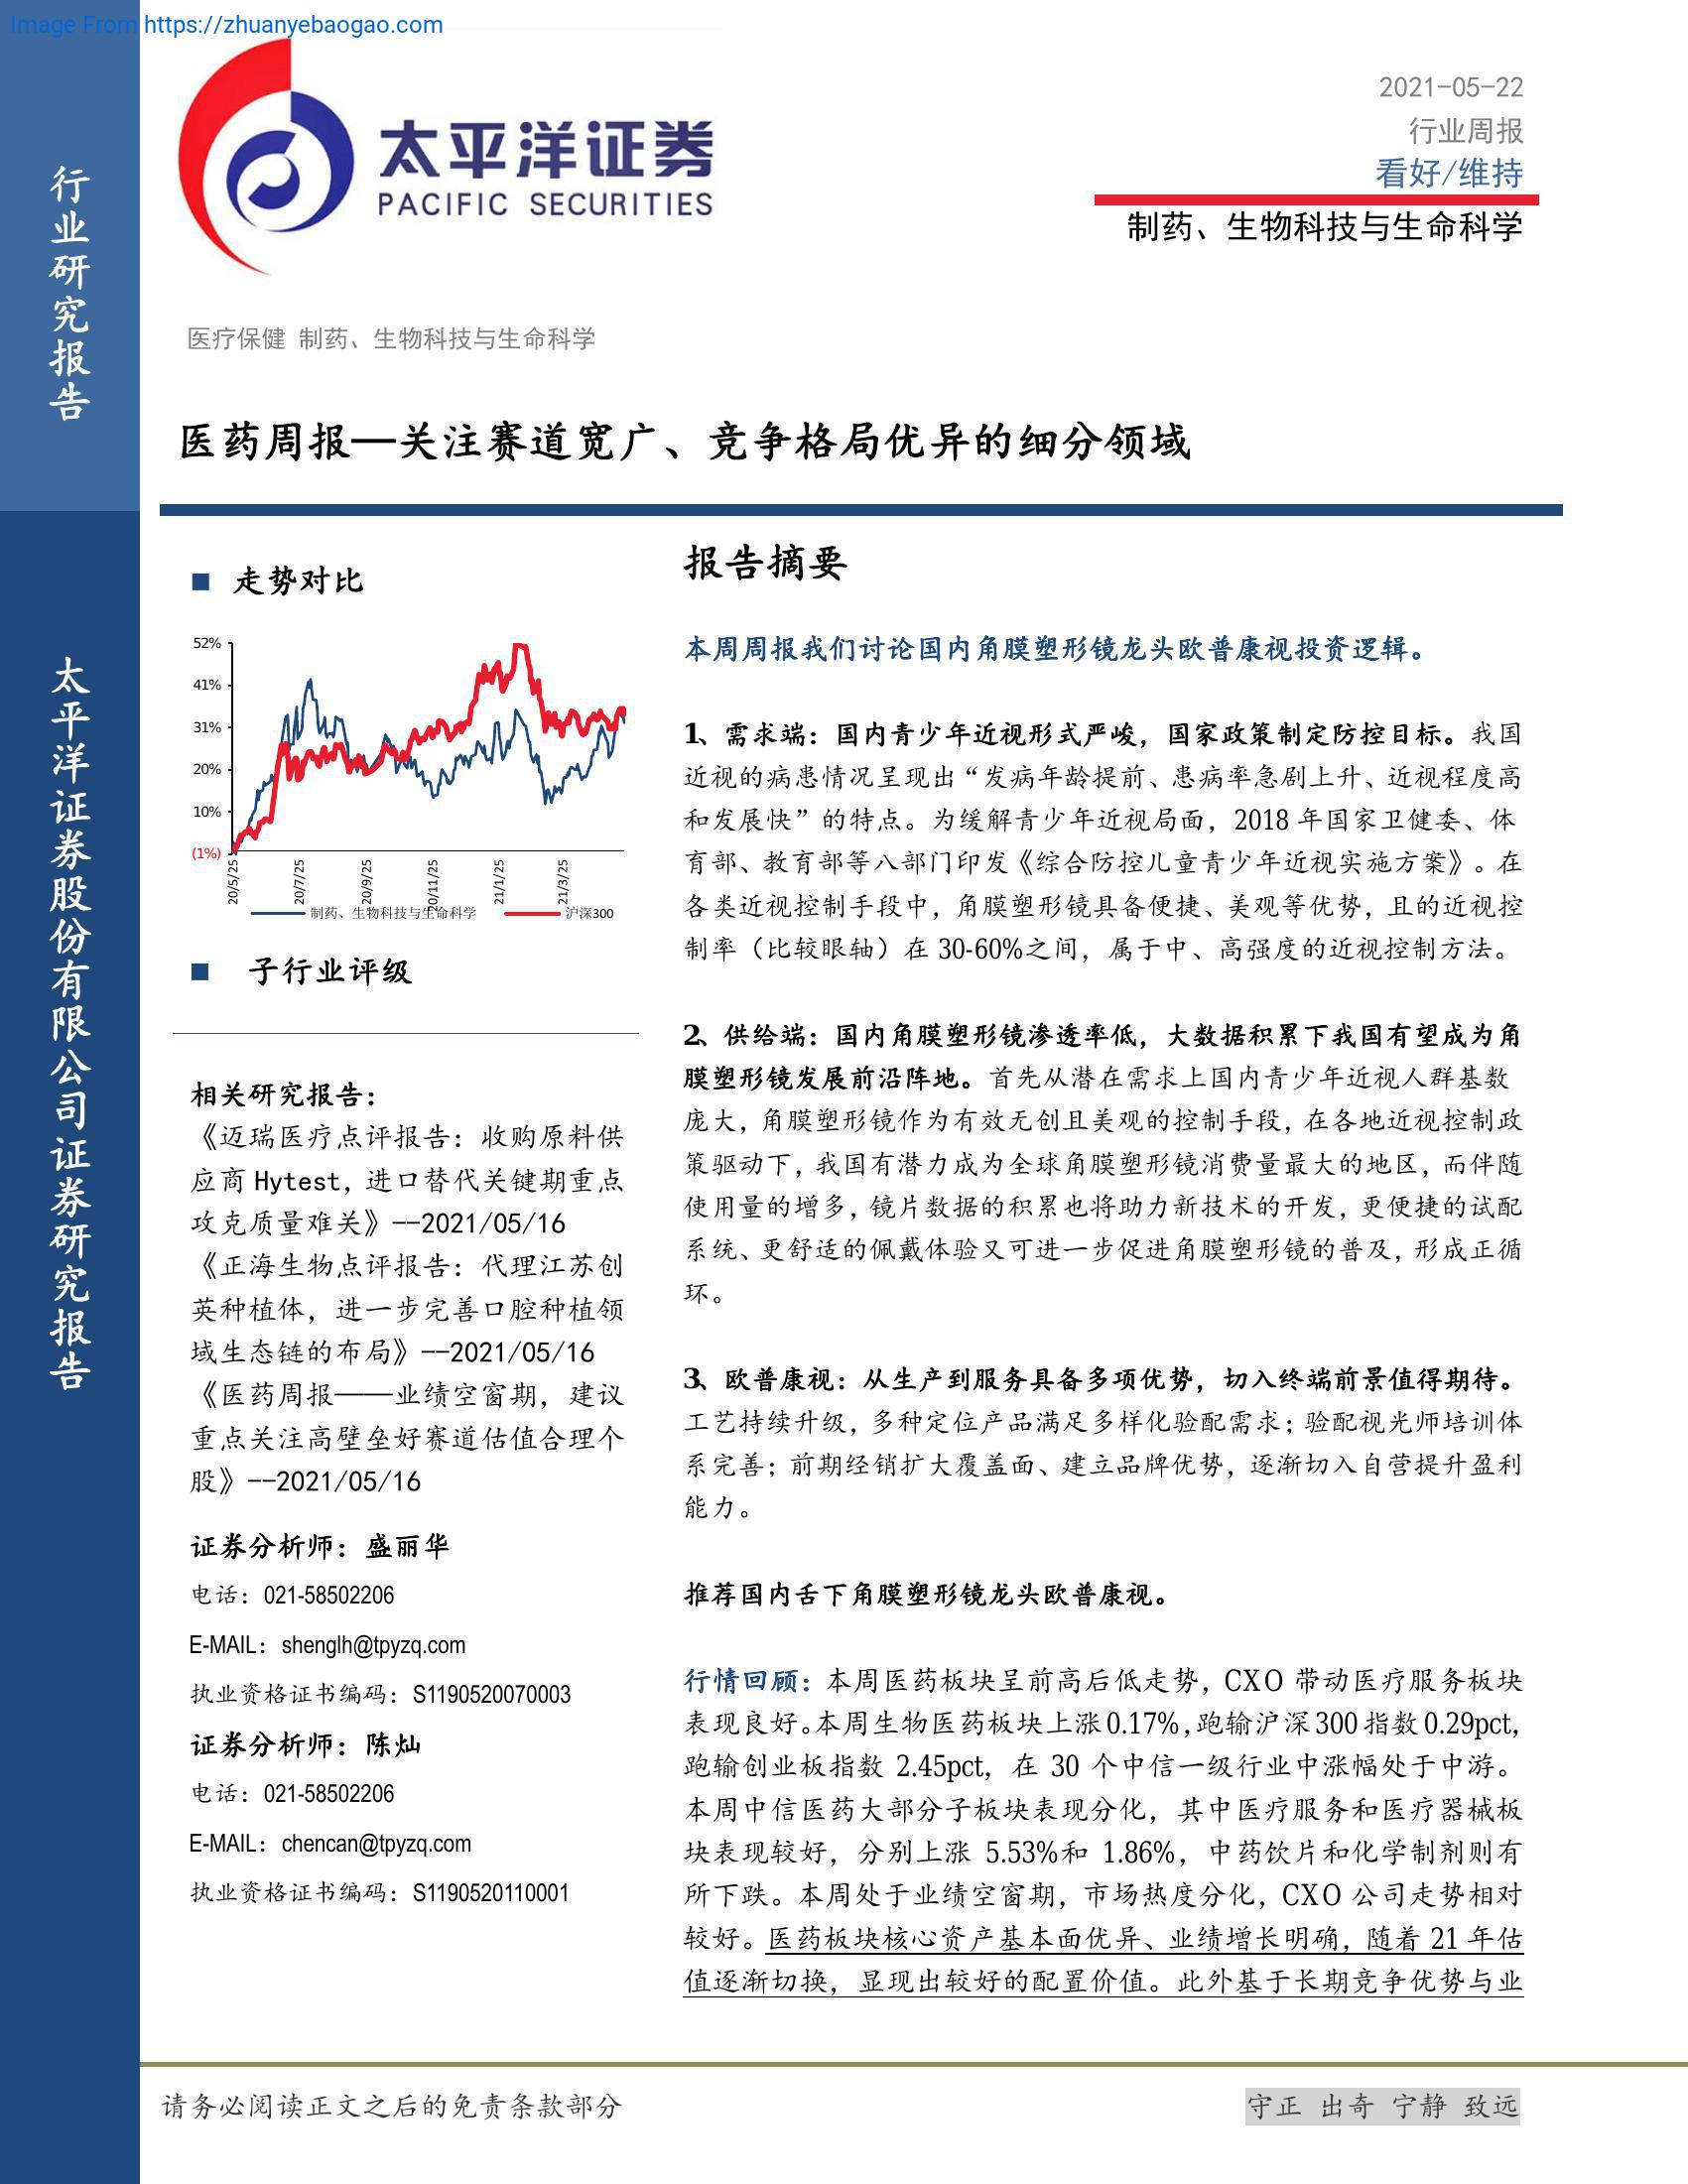 Image From https://zhuanyebaogao.com
行业研究报告
太平洋证券股份有限公司证券研究报告
太平洋证券
PACIFIC SECURITIES
2021-05-22
行业周报
看好/维持
制药、生物科技与生命科学
医疗保健 制药、生物科技与生命科学
医药周报—关注赛道宽广、竞争格局优异的细分领域
■ 走势对比
52%
41%
31%
20%
10%
(1%)
20/5/25
20/7/25
20/9/25
20/11/25
21/1/25
21/3/25
制药、生物科技与生命科学
沪深300
■ 子行业评级
相关研究报告：
《迈瑞医疗点评报告：收购原料供
应商 Hytest，进口替代关键期重点
攻克质量难关》--2021/05/16
《正海生物点评报告：代理江苏创
英种植体，进一步完善口腔种植领
域生态链的布局》--2021/05/16
《医药周报——业绩空窗期，建议
重点关注高壁垒好赛道估值合理个
股》--2021/05/16
证券分析师：盛丽华
电话：021-58502206
E-MAIL：shenglh@tpyzq.com
执业资格证书编码：S1190520070003
证券分析师：陈灿
电话：021-58502206
E-MAIL：chencan@tpyzq.com
执业资格证书编码：S1190520110001
报告摘要
本周周报我们讨论国内角膜塑形镜龙头欧普康视投资逻辑。
1、需求端：国内青少年近视形式严峻，国家政策制定防控目标。我国
近视的病患情况呈现出“发病年龄提前、患病率急剧上升、近视程度高
和发展快”的特点。为缓解青少年近视局面，2018 年国家卫健委、体
育部、教育部等八部门印发《综合防控儿童青少年近视实施方案》。在
各类近视控制手段中，角膜塑形镜具备便捷、美观等优势，且的近视控
制率（比较眼轴）在 30-60%之间，属于中、高强度的近视控制方法。
2、供给端：国内角膜塑形镜渗透率低，大数据积累下我国有望成为角
膜塑形镜发展前沿阵地。首先从潜在需求上国内青少年近视人群基数
庞大，角膜塑形镜作为有效无创且美观的控制手段，在各地近视控制政
策驱动下，我国有潜力成为全球角膜塑形镜消费量最大的地区，而伴随
使用量的增多，镜片数据的积累也将助力新技术的开发，更便捷的试配
系统、更舒适的佩戴体验又可进一步促进角膜塑形镜的普及，形成正循
环。
3、欧普康视：从生产到服务具备多项优势，切入终端前景值得期待。
工艺持续升级，多种定位产品满足多样化验配需求；验配视光师培训体
系完善；前期经销扩大覆盖面、建立品牌优势，逐渐切入自营提升盈利
能力。
推荐国内舌下角膜塑形镜龙头欧普康视。
行情回顾：本周医药板块呈前高后低走势，CXO 带动医疗服务板块
表现良好。本周生物医药板块上涨 0.17%，跑输沪深 300 指数 0.29pct，
跑输创业板指数 2.45pct，在 30 个中信一级行业中涨幅处于中游。
本周中信医药大部分子板块表现分化，其中医疗服务和医疗器械板
块表现较好，分别上涨 5.53%和 1.86%，中药饮片和化学制剂则有
所下跌。本周处于业绩空窗期，市场热度分化，CXO 公司走势相对
较好。医药板块核心资产基本面优异、业绩增长明确，随着 21 年估
值逐渐切换，显现出较好的配置价值。此外基于长期竞争优势与业
请务必阅读正文之后的免责条款部分
守正 出奇 宁静 致远